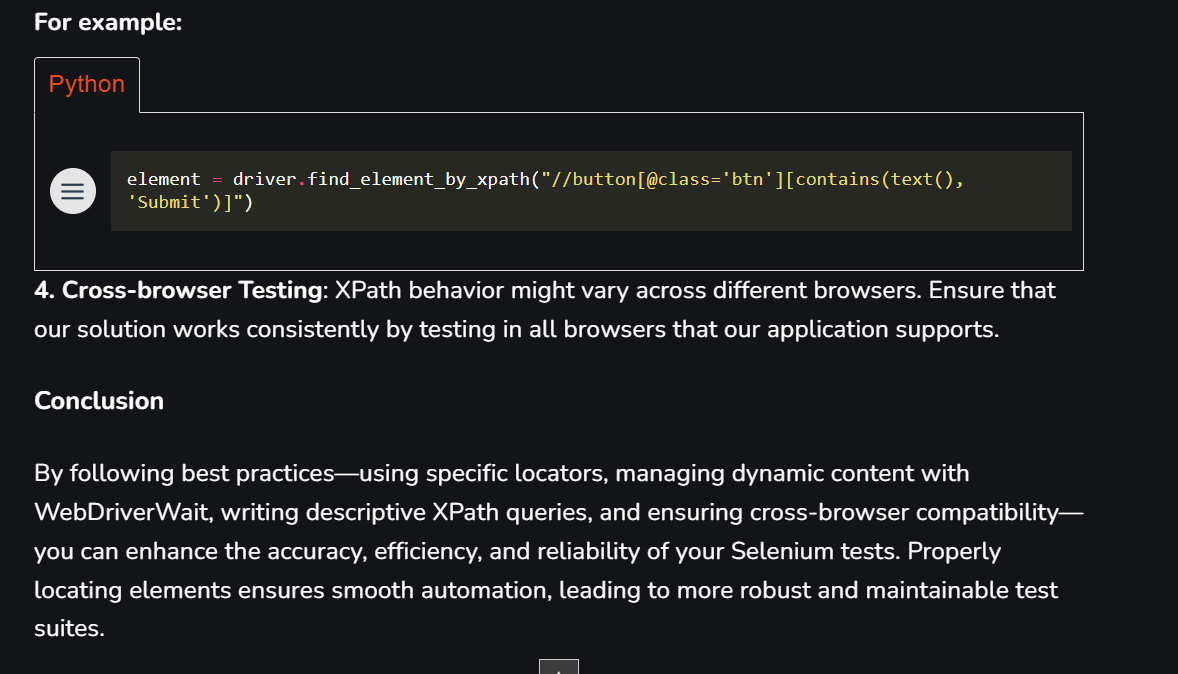 For example:
Python
element = driver.find_element_by_xpath("//button[@class='btn'][contains(text(),
'Submit')]")
4. Cross-browser Testing: XPath behavior might vary across different browsers. Ensure that
our solution works consistently by testing in all browsers that our application supports.
Conclusion
By following best practices—using specific locators, managing dynamic content with
WebDriverWait, writing descriptive XPath queries, and ensuring cross-browser compatibility—
you can enhance the accuracy, efficiency, and reliability of your Selenium tests. Properly
locating elements ensures smooth automation, leading to more robust and maintainable test
suites.